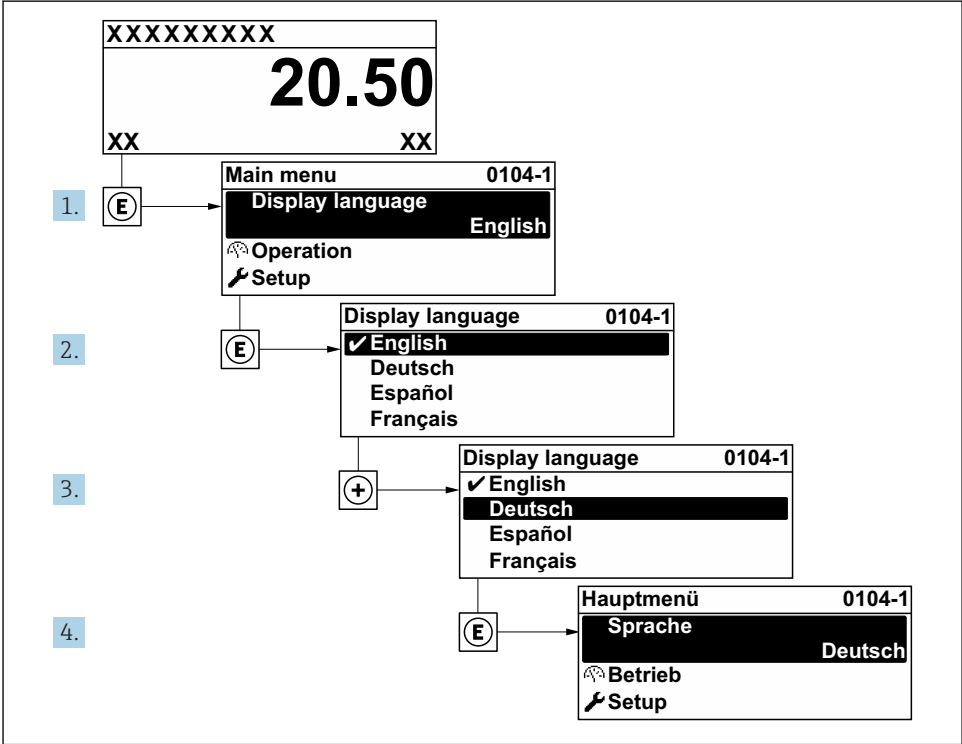 XXXXXXXXX
20.50
XX XX
1.
E
Main menu 0104-1
Display language
English
Operation
Setup
2.
E
Display language 0104-1
✔English
Deutsch
Español
Français
3.
+
Display language 0104-1
✔English
Deutsch
Español
Français
4.
E
Hauptmenü 0104-1
Sprache
Deutsch
Betrieb
Setup